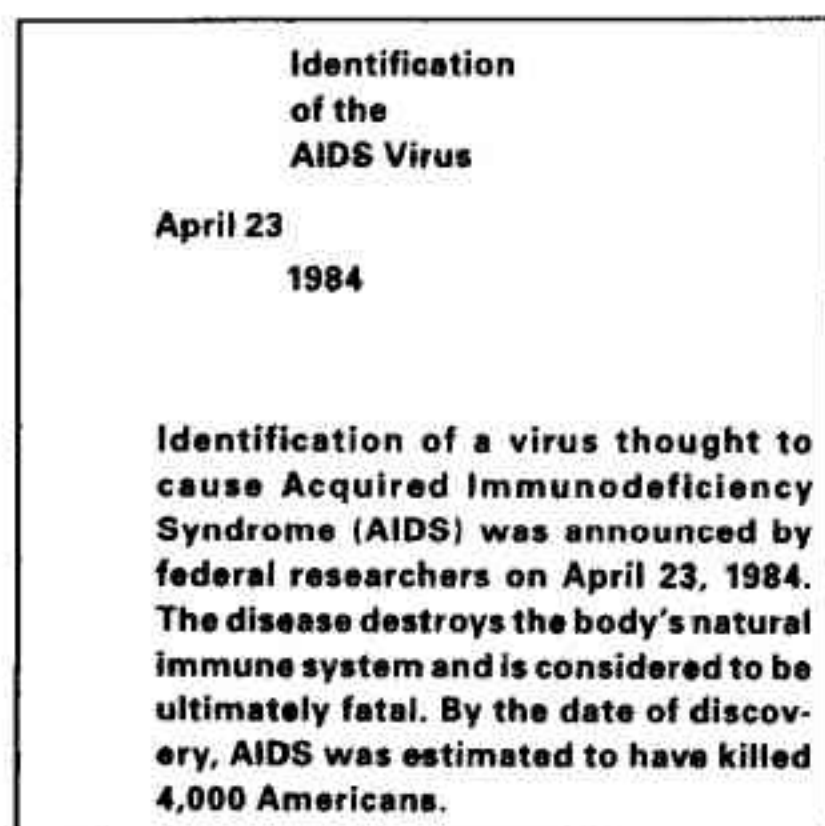 Identification
of the
AIDS Virus
April 23
1984
Identification of a virus thought to
cause Acquired Immunodeficiency
Syndrome (AIDS) was announced by
federal researchers on April 23, 1984.
The disease destroys the body's natural
immune system and is considered to be
ultimately fatal. By the date of discov-
ery, AIDS was estimated to have killed
4,000 Americans.